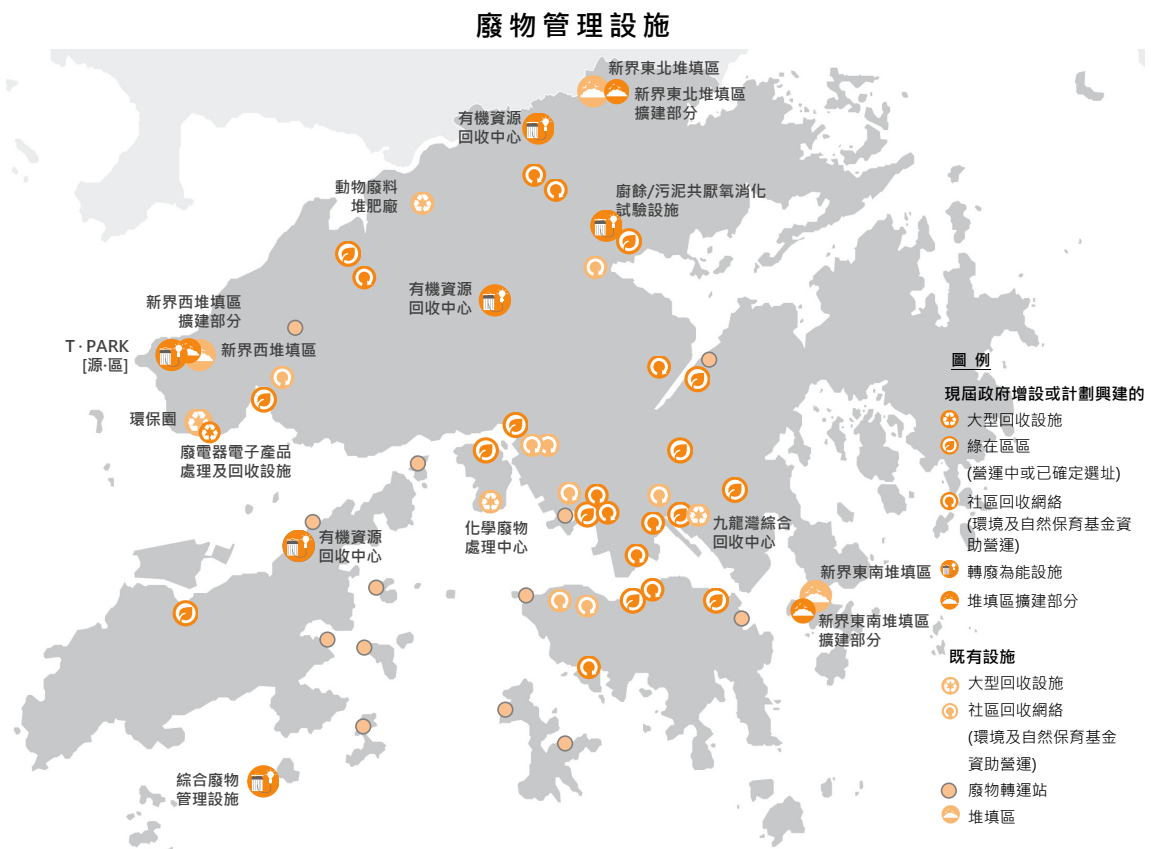 廢物管理設施
新界東北堆填區
新界東北堆填區
擴建部分
有機資源
回收中心
動物廢料
堆肥廠
廚餘/污泥共厭氧消化
試驗設施
有機資源
回收中心
新界西堆填區
擴建部分
T · PARK
[源·區]
新界西堆填區
環保園
廢電器電子產品
處理及回收設施
化學廢物
處理中心
九龍灣綜合
回收中心
有機資源
回收中心
新界東南堆填區
新界東南堆填區
擴建部分
綜合廢物
管理設施
圖 例
現屆政府增設或計劃興建的
大型回收設施
綠在區區
(營運中或已確定選址)
社區回收網絡
(環境及自然保育基金資
助營運)
轉廢為能設施
堆填區擴建部分
既有設施
大型回收設施
社區回收網絡
(環境及自然保育基金
資助營運)
廢物轉運站
堆填區